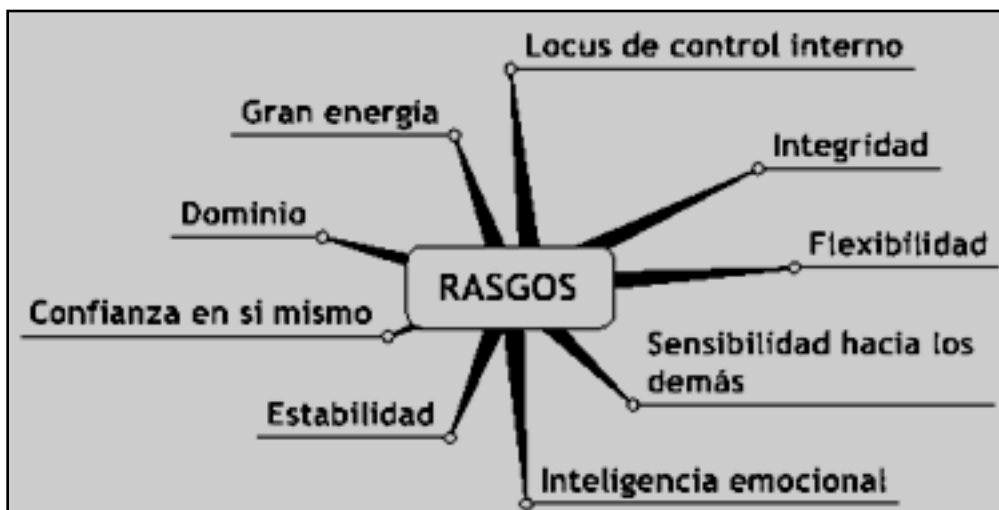 Locus de control interno
Gran energia
Integridad
Dominio
Flexibilidad
RASGOS
Confianza en si mismo
Sensibilidad hacia los
demás
Estabilidad
Inteligencia emocional